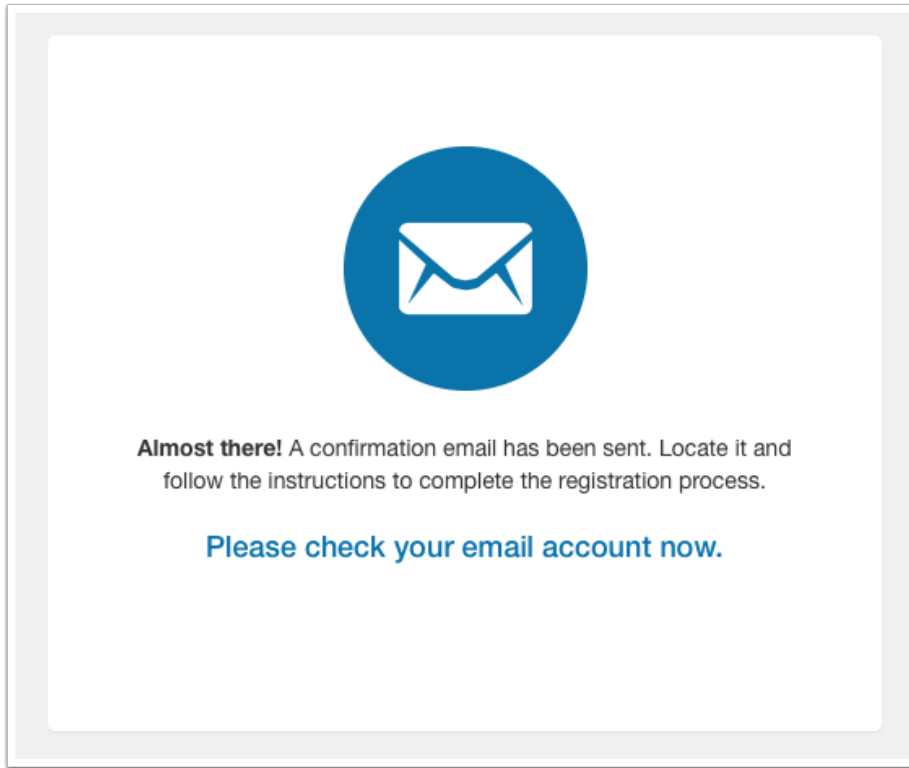 Almost there! A confirmation email has been sent. Locate it and
follow the instructions to complete the registration process.
Please check your email account now.